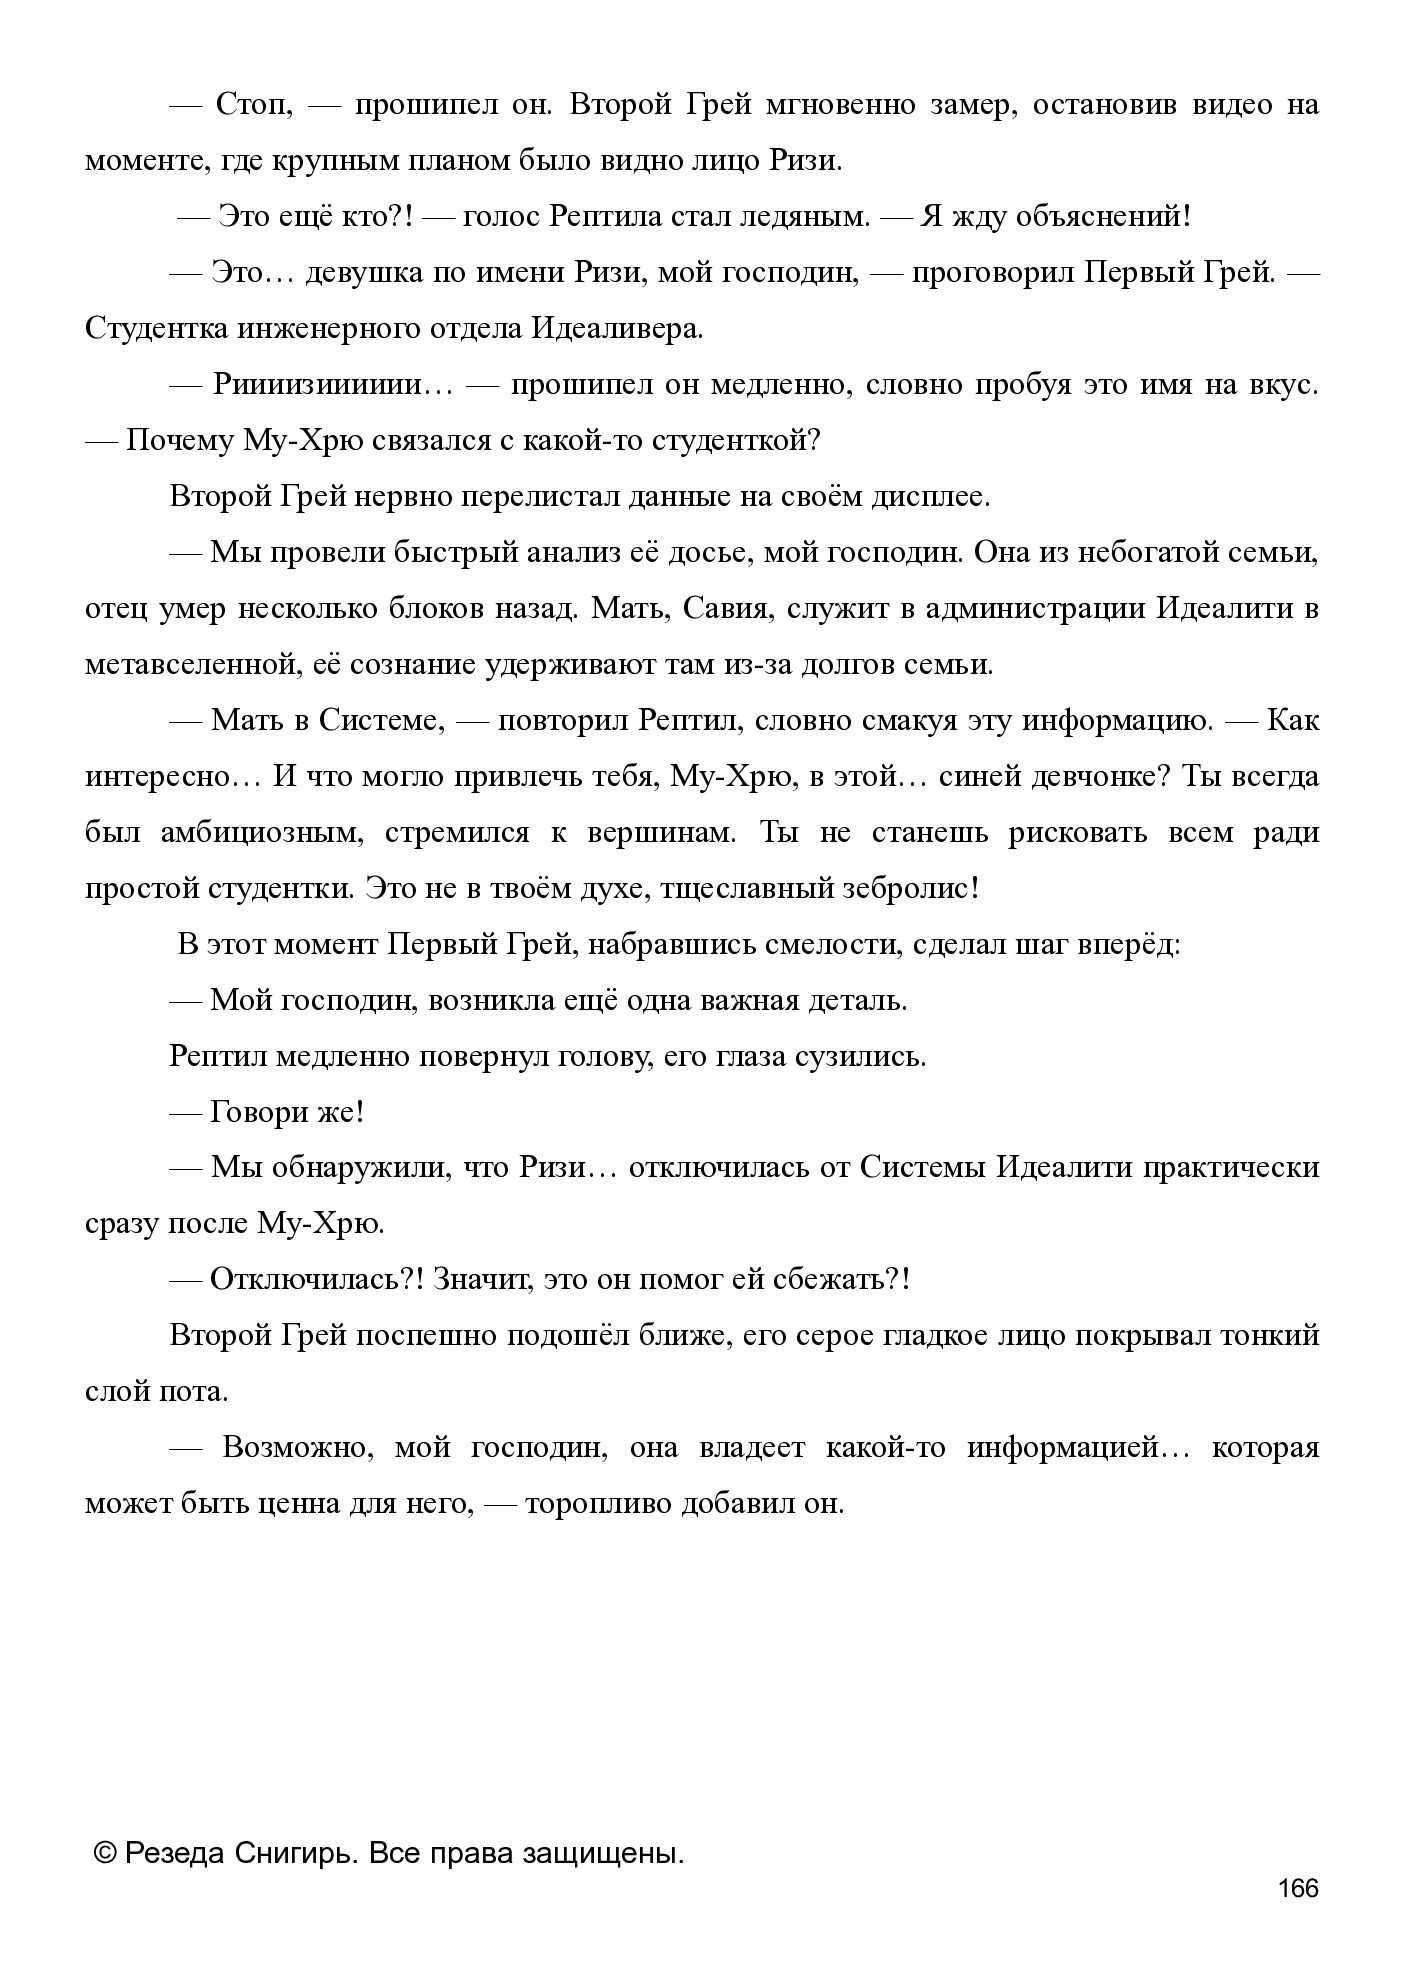 — Стоп, — прошипел он. Второй Грей мгновенно замер, остановив видео на
моменте, где крупным планом было видно лицо Ризи.
— Это ещё кто?! — голос Рептила стал ледяным. — Я жду объяснений!
— Это… девушка по имени Ризи, мой господин, — проговорил Первый Грей. —
Студентка инженерного отдела Идеаливера.
— Риииизииииии… — прошипел он медленно, словно пробуя это имя на вкус.
— Почему Му-Хрю связался с какой-то студенткой?
Второй Грей нервно перелистал данные на своём дисплее.
— Мы провели быстрый анализ её досье, мой господин. Она из небогатой семьи,
отец умер несколько блоков назад. Мать, Савия, служит в администрации Идеалити в
метавселенной, её сознание удерживают там из-за долгов семьи.
— Мать в Системе, — повторил Рептил, словно смакуя эту информацию. — Как
интересно… И что могло привлечь тебя, Му-Хрю, в этой… синей девчонке? Ты всегда
был амбициозным, стремился к вершинам. Ты не станешь рисковать всем ради
простой студентки. Это не в твоём духе, тщеславный зебролис!
В этот момент Первый Грей, набравшись смелости, сделал шаг вперёд:
— Мой господин, возникла ещё одна важная деталь.
Рептил медленно повернул голову, его глаза сузились.
— Говори же!
— Мы обнаружили, что Ризи… отключилась от Системы Идеалити практически
сразу после Му-Хрю.
— Отключилась?! Значит, это он помог ей сбежать?!
Второй Грей поспешно подошёл ближе, его серое гладкое лицо покрывал тонкий
слой пота.
— Возможно, мой господин, она владеет какой-то информацией… которая
может быть ценна для него, — торопливо добавил он.
© Резеда Снигирь. Все права защищены.
166